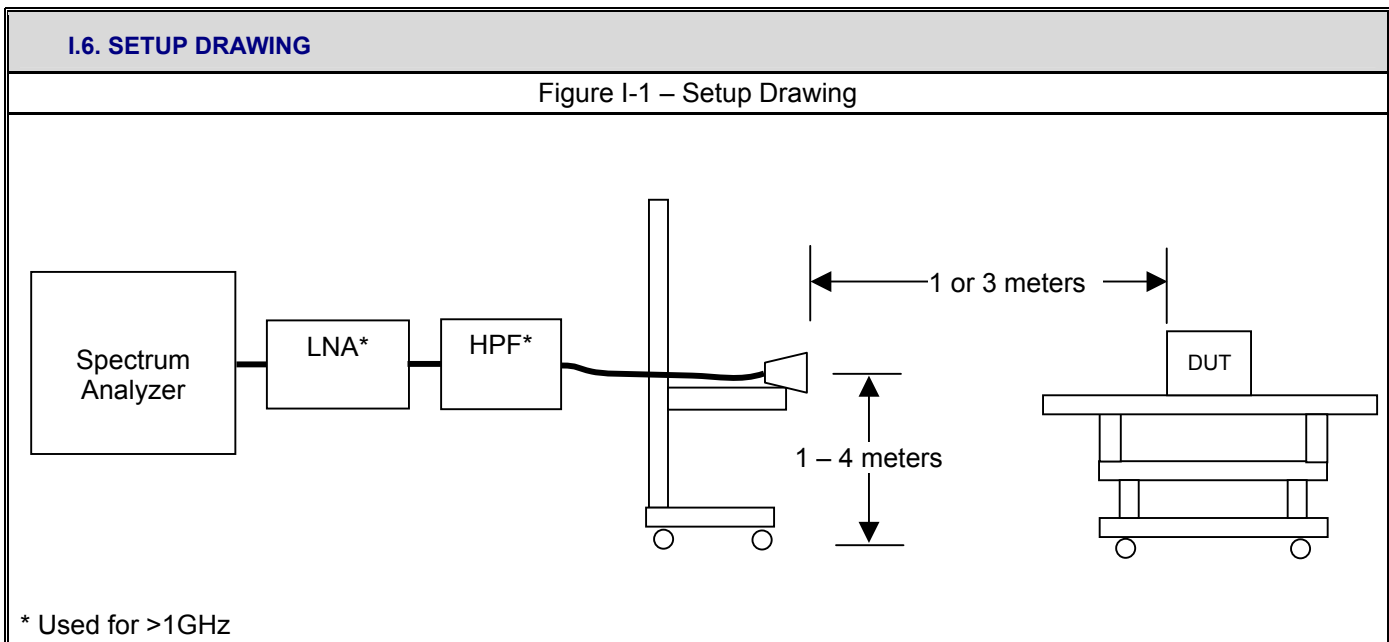 I.6. SETUP DRAWING
Figure I-1 – Setup Drawing
Spectrum
Analyzer
LNA*
HPF*
1 or 3 meters
DUT
1 – 4 meters
* Used for >1GHz